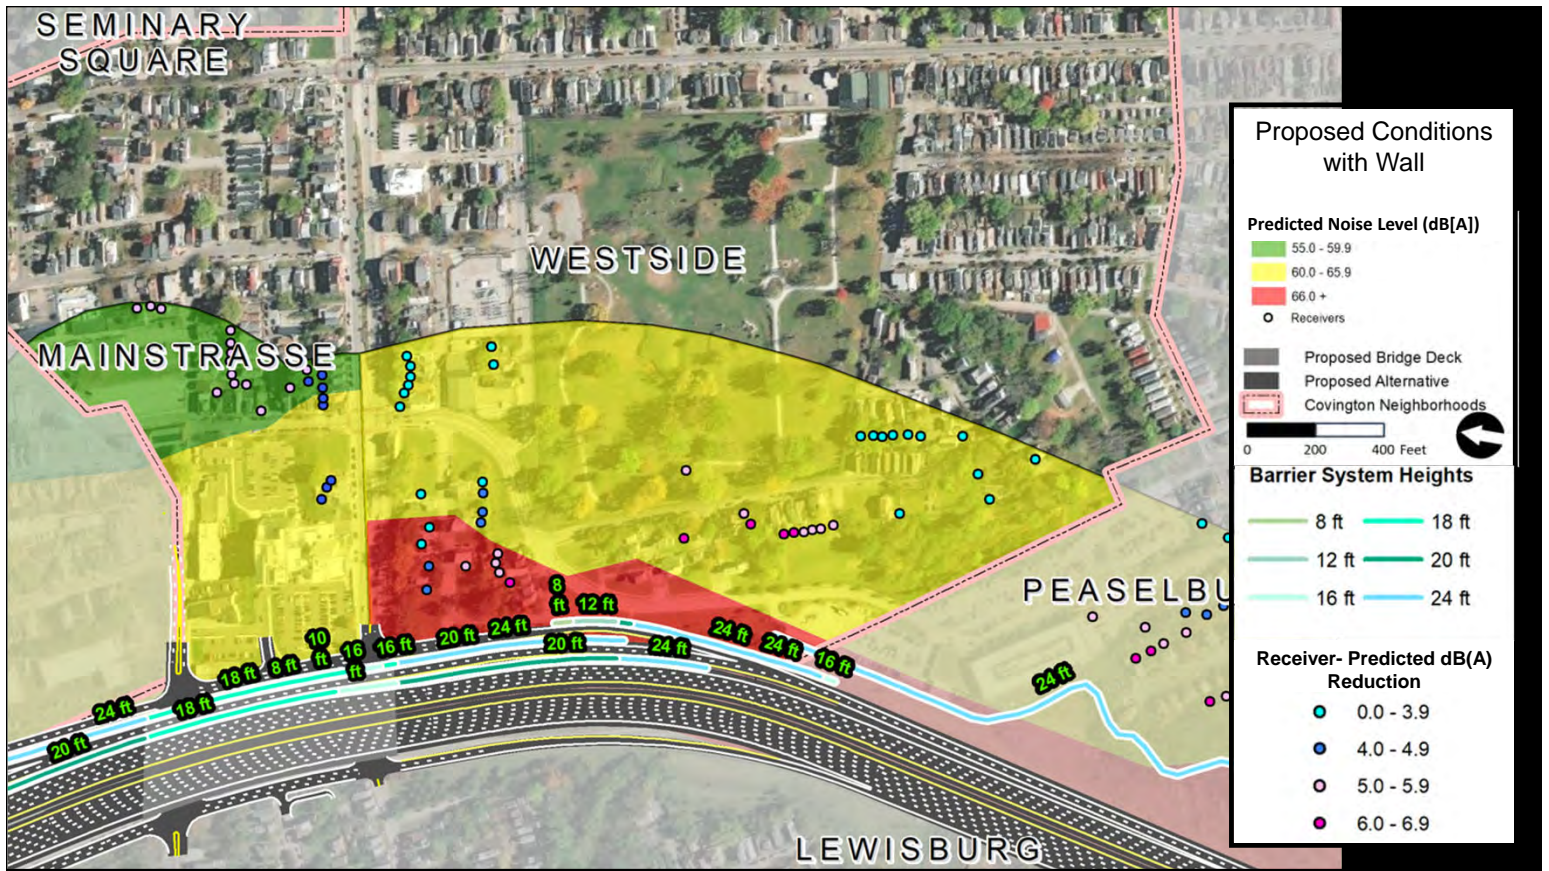 SEMINARY
SQUARE
WESTSIDE
MAINSTRASSE
PEASELBU
LEWISBURG
8
ft
12 ft
10
ft
16
ft
16 ft
20 ft
24 ft
20 ft
24 ft
24 ft
24 ft
16 ft
18 ft
8 ft
24 ft
18 ft
20 ft
24 ft
Proposed Conditions
with Wall
Predicted Noise Level (dB[A])
55.0 - 59.9
60.0 - 65.9
66.0 +
Receivers
Proposed Bridge Deck
Proposed Alternative
Covington Neighborhoods
0 200 400 Feet
Barrier System Heights
8 ft 18 ft
12 ft 20 ft
16 ft 24 ft
Receiver- Predicted dB(A)
Reduction
0.0 - 3.9
4.0 - 4.9
5.0 - 5.9
6.0 - 6.9